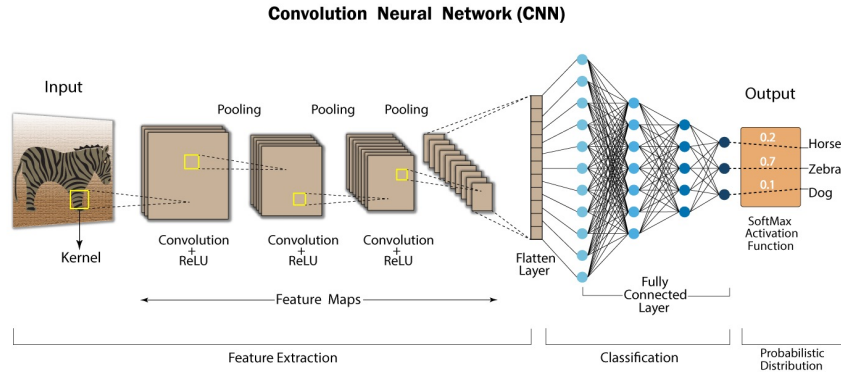 Convolution Neural Network (CNN)
Input
Pooling
Pooling
Pooling
Output
0.2
Horse
0.7
Zebra
0.1
Dog
Kernel
Convolution
+
ReLU
Convolution
+
ReLU
Convolution
+
ReLU
Flatten
Layer
SoftMax
Activation
Function
Feature Maps
Fully
Connected
Layer
Feature Extraction
Classification
Probabilistic
Distribution